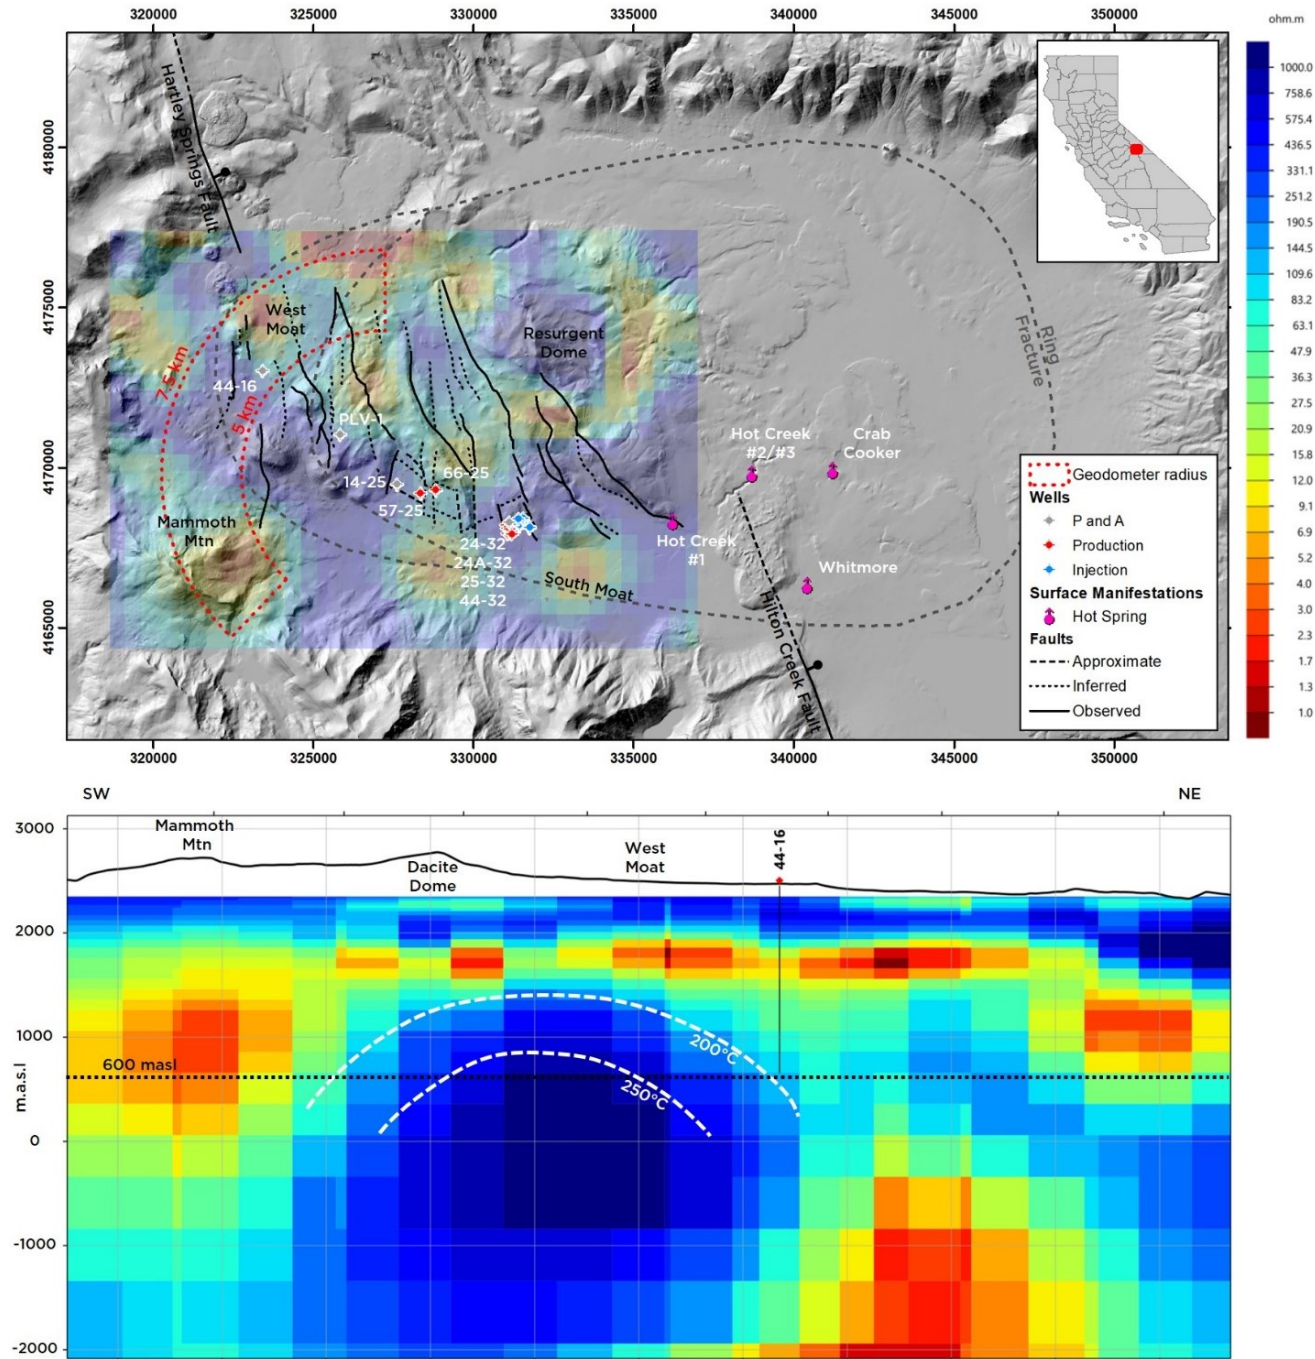 320000 325000 330000 335000 340000 345000 350000
ohm.m
1000.0
758.6
575.4
436.5
331.1
251.2
190.5
144.5
109.6
83.2
63.1
47.9
36.3
27.5
20.9
15.8
12.0
9.1
6.9
5.2
4.0
3.0
2.3
1.7
1.3
1.0
4180000
4175000
4170000
4165000
Hartley Springs Fault
West
Moat
Resurgent
Dome
Ring
Fracture
7.5 km
5 km
44-16
PLV-1
14-25
66-25
57-25
24-32
24A-32
25-32
44-32
Mammoth
Mtn
South Moat
Hot Creek
#2/#3
Crab
Cooker
Hot Creek
#1
Whitmore
Hilton Creek Fault
Geodometer radius
Wells
P and A
Production
Injection
Surface Manifestations
Hot Spring
Faults
Approximate
Inferred
Observed
320000 325000 330000 335000 340000 345000 350000
SW
NE
3000
2000
1000
0
-1000
-2000
m.a.s.l
Mammoth
Mtn
Dacite
Dome
West
Moat
44-16
200°C
250°C
600 masl